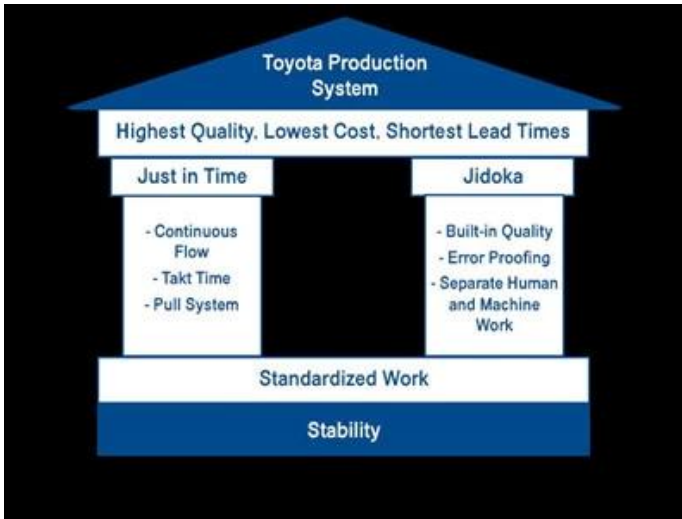 Toyota Production
System
Highest Quality, Lowest Cost, Shortest Lead Times
Just in Time
- Continuous
Flow
- Takt Time
- Pull System
Jidoka
- Built-in Quality
- Error Proofing
- Separate Human
and Machine
Work
Standardized Work
Stability